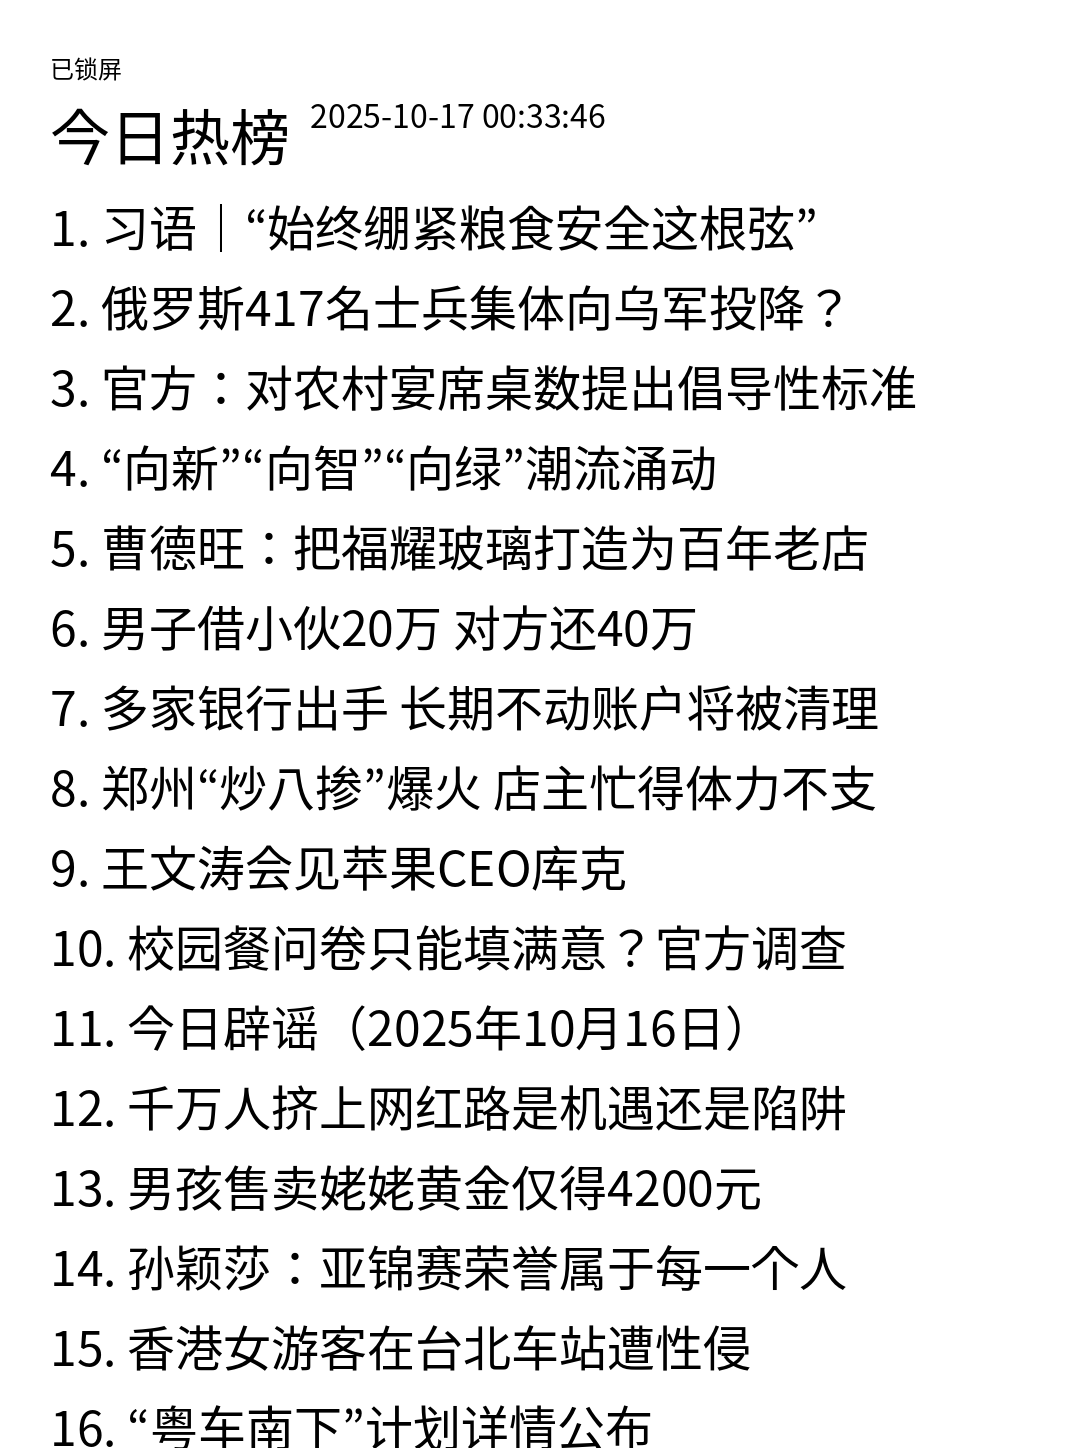 已锁屏
今日热榜 2025-10-17 00:33:46
1. 习语｜“始终绷紧粮食安全这根弦”
2. 俄罗斯417名士兵集体向乌军投降？
3. 官方：对农村宴席桌数提出倡导性标准
4. “向新”“向智”“向绿”潮流涌动
5. 曹德旺：把福耀玻璃打造为百年老店
6. 男子借小伙20万 对方还40万
7. 多家银行出手 长期不动账户将被清理
8. 郑州“炒八掺”爆火 店主忙得体力不支
9. 王文涛会见苹果CEO库克
10. 校园餐问卷只能填满意？官方调查
11. 今日辟谣（2025年10月16日）
12. 千万人挤上网红路是机遇还是陷阱
13. 男孩售卖姥姥黄金仅得4200元
14. 孙颖莎：亚锦赛荣誉属于每一个人
15. 香港女游客在台北车站遭性侵
16. “粤车南下”计划详情公布